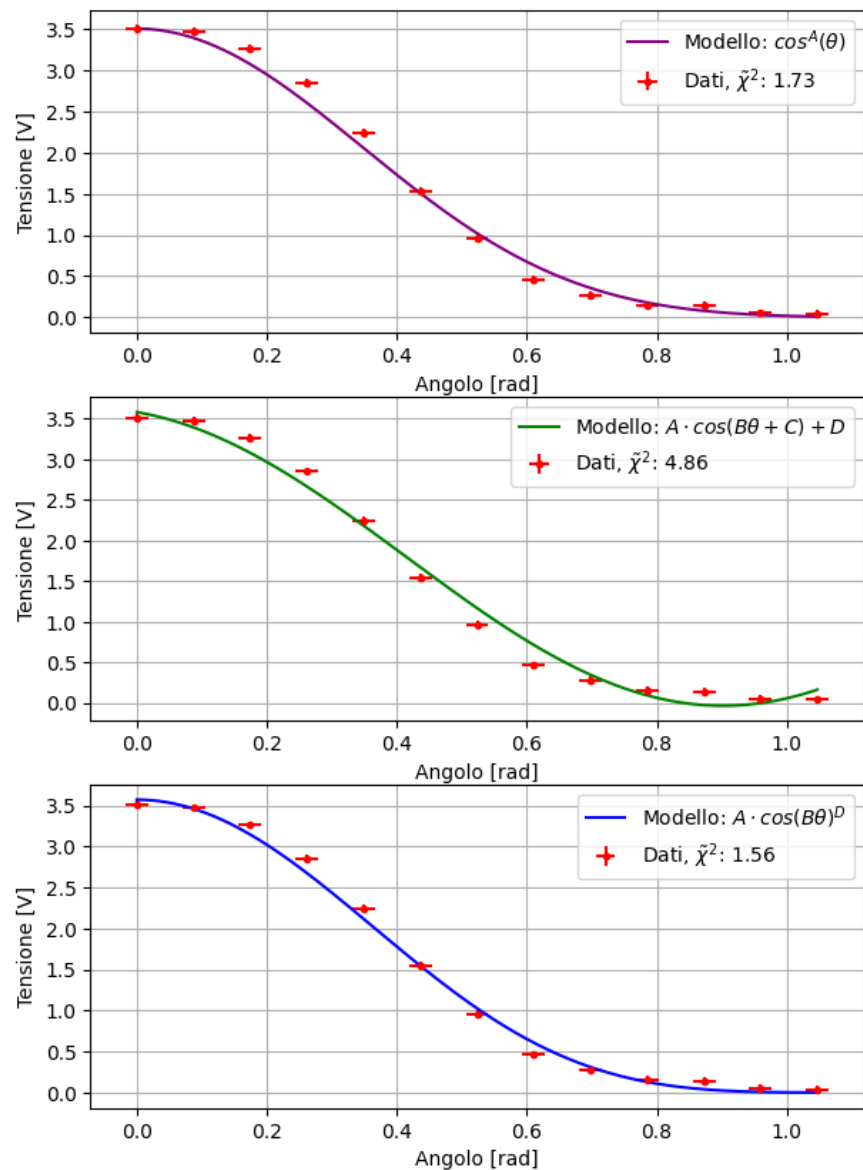 3.5
3.0
2.5
2.0
1.5
1.0
0.5
0.0
Tensione [V]
Modello: cos^A(θ)
Dati, χ̃²: 1.73
0.0 0.2 0.4 0.6 0.8 1.0
Angolo [rad]
3.5
3.0
2.5
2.0
1.5
1.0
0.5
0.0
Tensione [V]
Modello: A · cos(Bθ + C) + D
Dati, χ̃²: 4.86
0.0 0.2 0.4 0.6 0.8 1.0
Angolo [rad]
3.5
3.0
2.5
2.0
1.5
1.0
0.5
0.0
Tensione [V]
Modello: A · cos(Bθ)^D
Dati, χ̃²: 1.56
0.0 0.2 0.4 0.6 0.8 1.0
Angolo [rad]